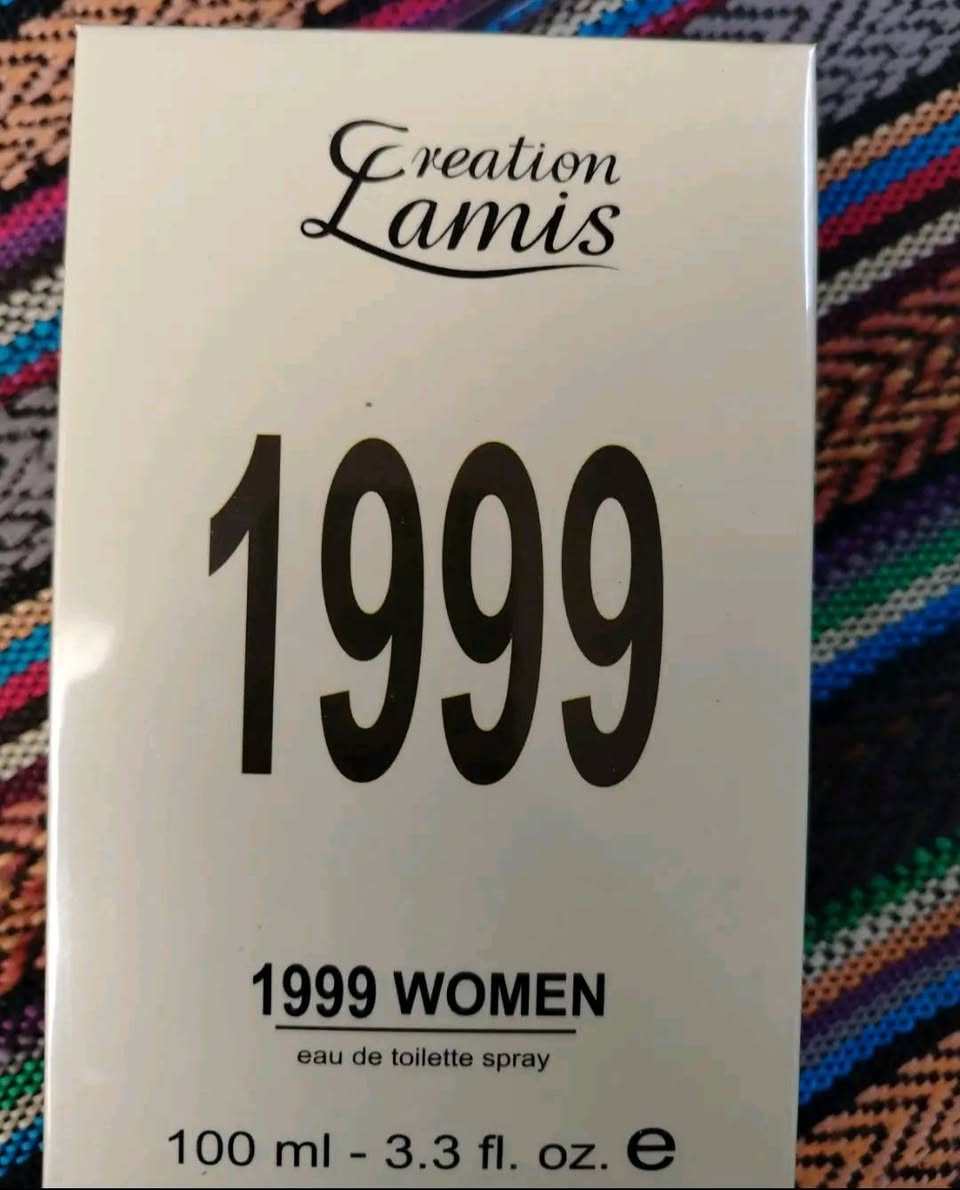 Creation
Lamis
1999
1999 WOMEN
eau de toilette spray
100 ml - 3.3 fl. oz. e